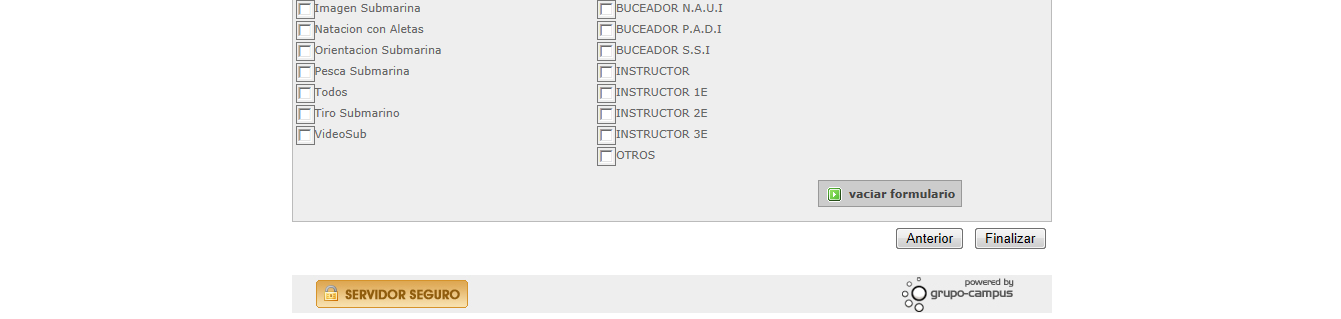 Imagen Submarina
BUCEADOR N.A.U.I
Natacion con Aletas
BUCEADOR P.A.D.I
Orientacion Submarina
BUCEADOR S.S.I
Pesca Submarina
INSTRUCTOR
Todos
INSTRUCTOR 1E
Tiro Submarino
INSTRUCTOR 2E
VideoSub
INSTRUCTOR 3E
OTROS
vaciar formulario
Anterior
Finalizar
SERVIDOR SEGURO
powered by
grupo-campus